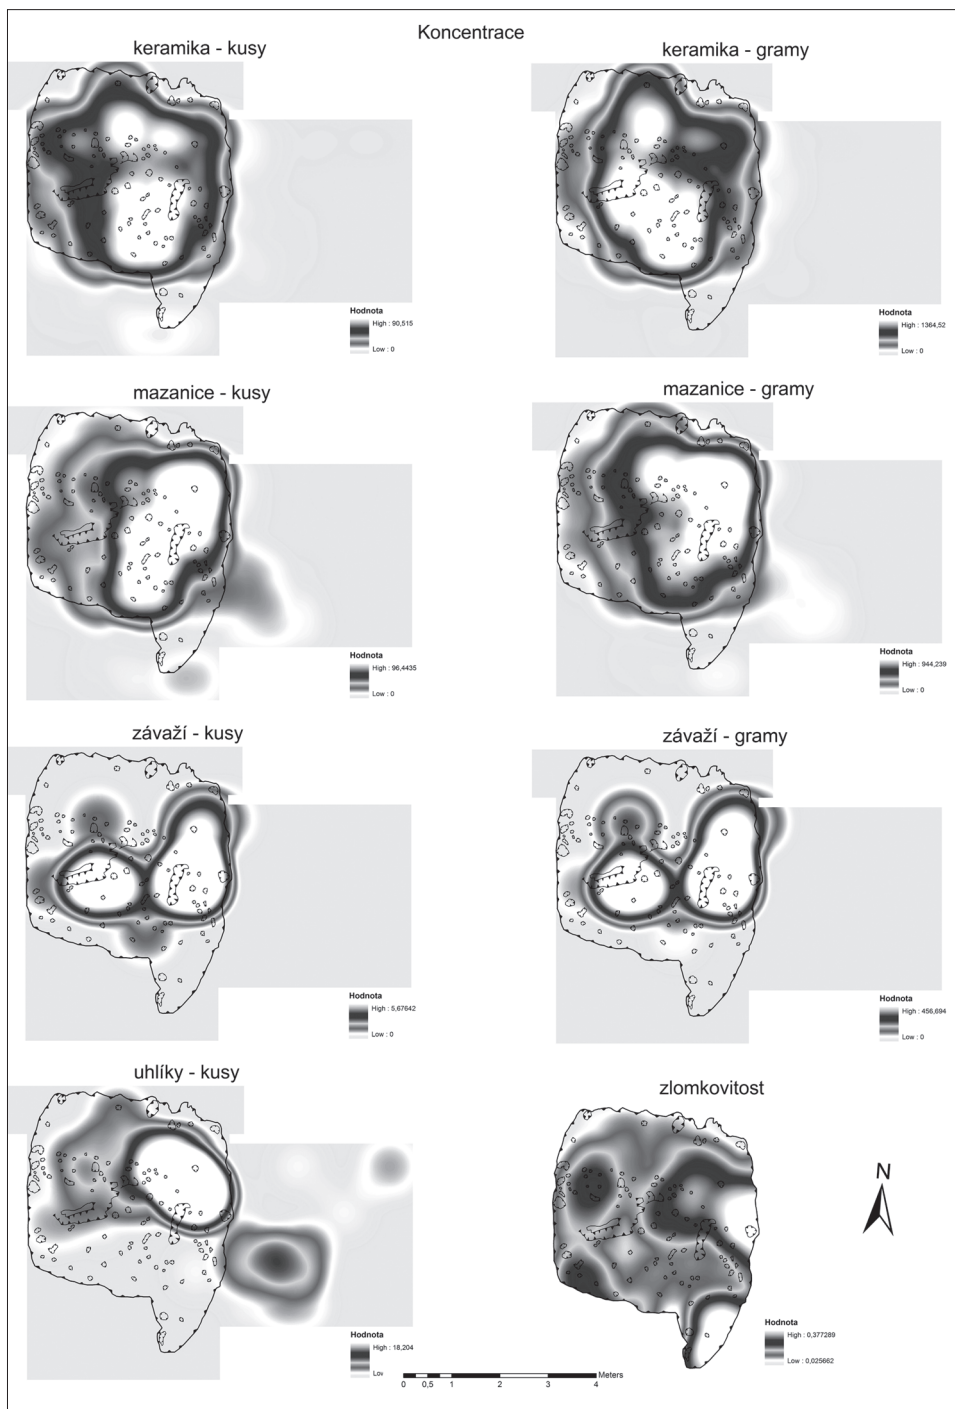 Koncentrace
keramika - kusy
keramika - gramy
Hodnota
High : 90,515
Low : 0
Hodnota
High : 1364,52
Low : 0
mazanice - kusy
mazanice - gramy
Hodnota
High : 96,4435
Low : 0
Hodnota
High : 944,239
Low : 0
závaží - kusy
závaží - gramy
Hodnota
High : 5,67642
Low : 0
Hodnota
High : 456,694
Low : 0
uhlíky - kusy
zlomkovitost
N
Hodnota
High : 18,204
Lov
Hodnota
High : 0,377289
Low : 0,025662
Meters
0 0,5 1 2 3 4